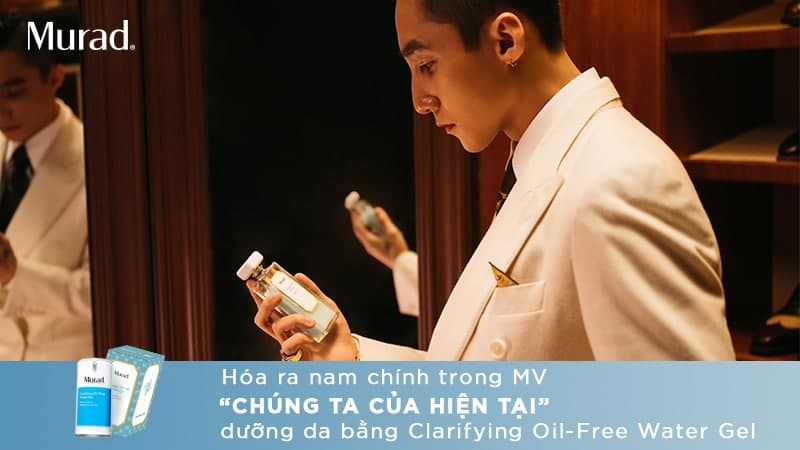 Murad®
Hóa ra nam chính trong MV
“CHÚNG TA CỦA HIỆN TẠI”
dưỡng da bằng Clarifying Oil-Free Water Gel
Murad